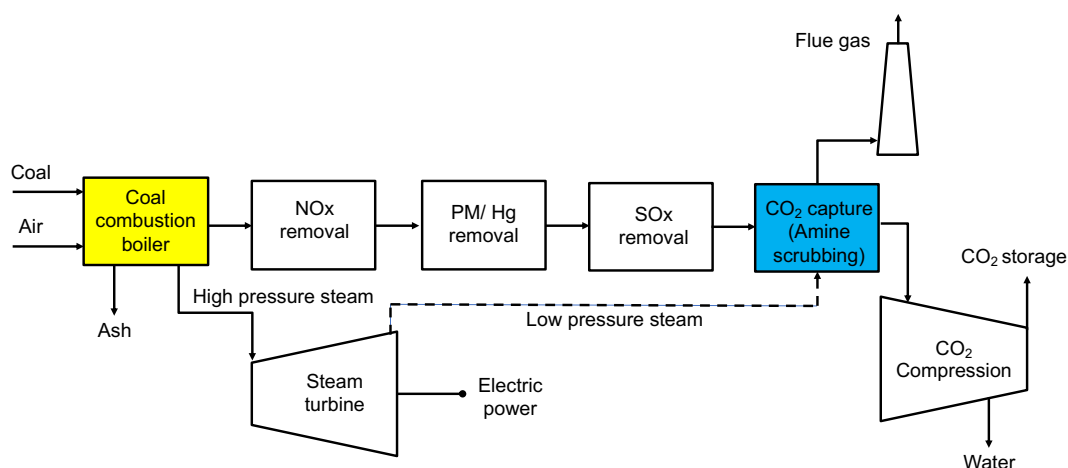 Flue gas
Coal
Air
Coal
combustion
boiler
NOx
removal
PM/ Hg
removal
SOx
removal
CO₂ capture
(Amine
scrubbing)
CO₂ storage
High pressure steam
Low pressure steam
Ash
Steam
turbine
Electric
power
CO₂
Compression
Water